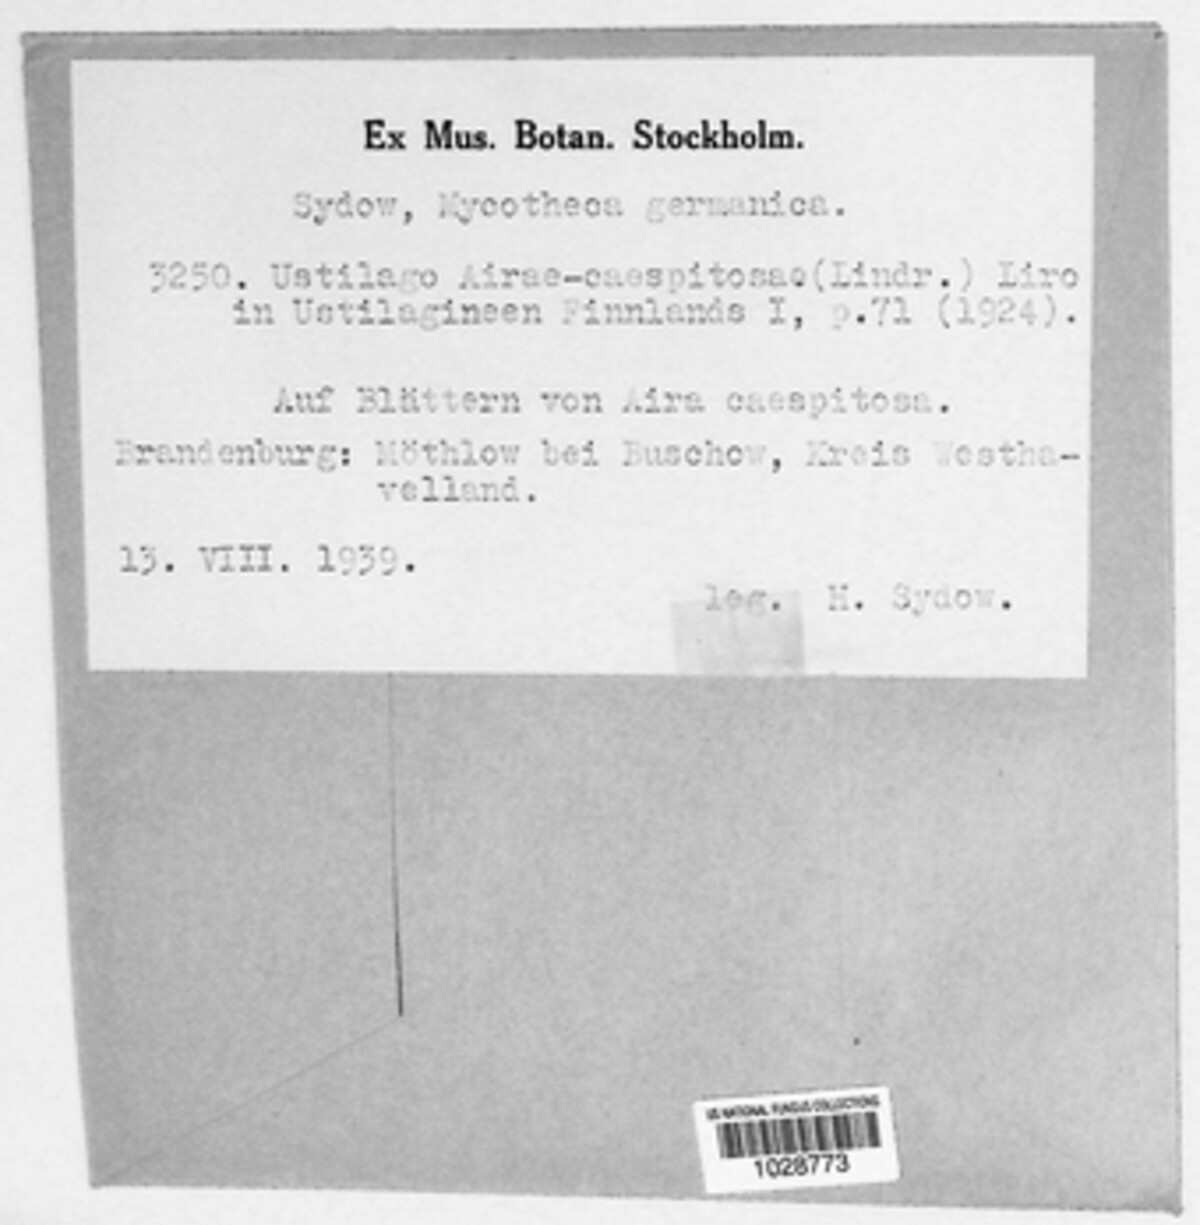 Ex Mus. Botan. Stockholm.
Sydow, Mycotheca germanica.
3250. Ustilago Airae-caespitosae(Lindr.) Liro
in Ustilagineen Finnlands I, p.71 (1924).
Auf Blättern von Aira caespitosa.
Brandenburg: Möthlow bei Buschow, Kreis Westha-
velland.
13. VIII. 1939.
leg. H. Sydow.
US NATIONAL FUNGUS COLLECTIONS
1028773